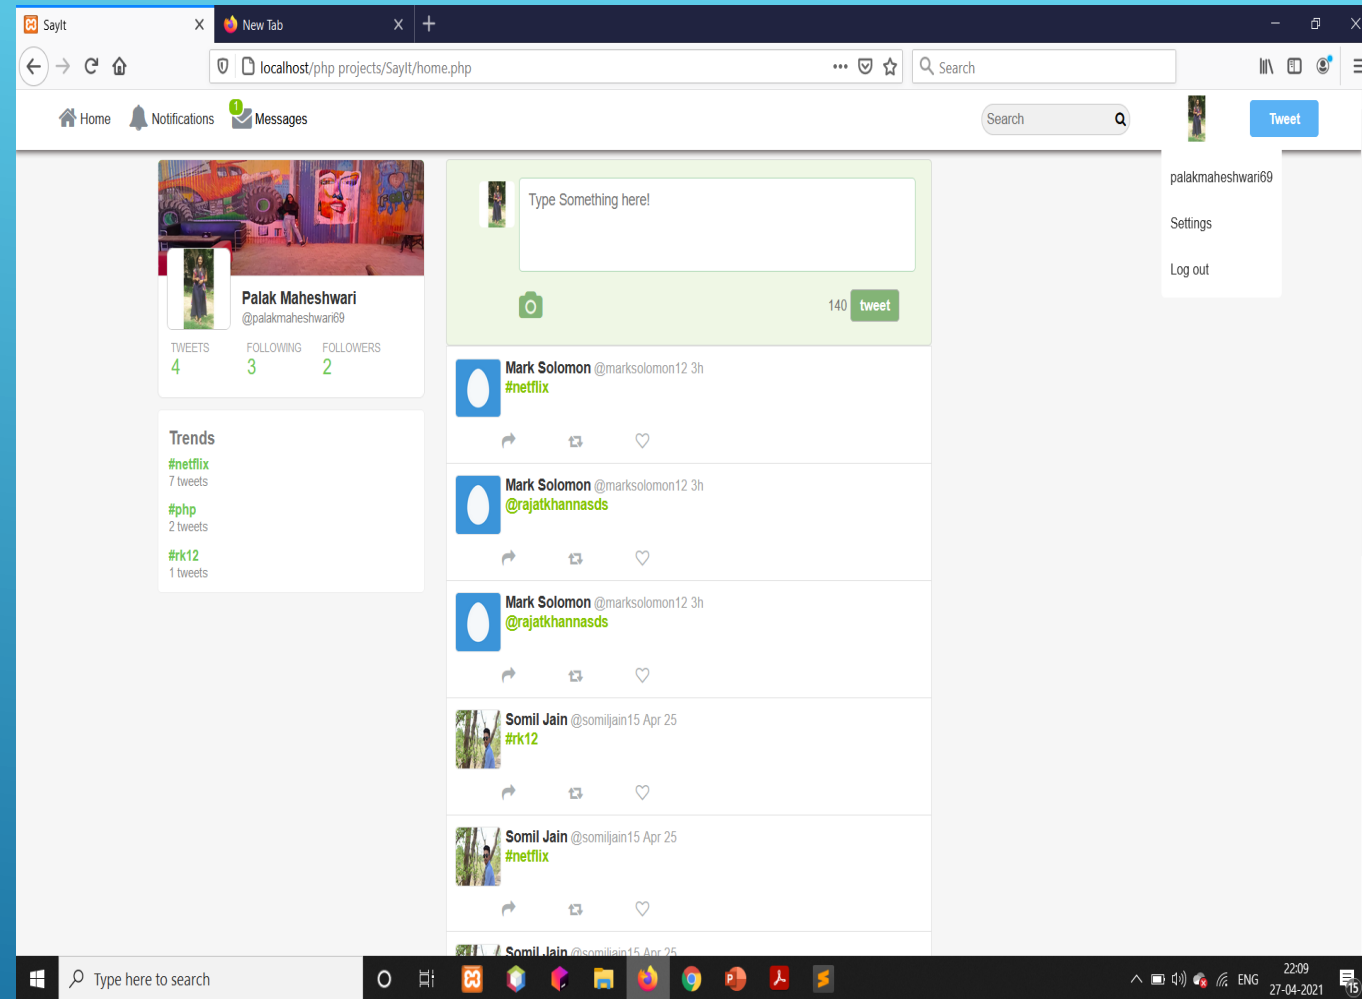 SayIt
New Tab
localhost/php projects/SayIt/home.php
Search
Home
Notifications
1
Messages
Search
Tweet
palakmaheshwari69
Settings
Log out
Palak Maheshwari
@palakmaheshwari69
TWEETS FOLLOWING FOLLOWERS
4 3 2
Trends
#netflix
7 tweets
#php
2 tweets
#rk12
1 tweets
Type Something here!
140 tweet
Mark Solomon @marksolomon12 3h
#netflix
Mark Solomon @marksolomon12 3h
@rajatkhannasds
Mark Solomon @marksolomon12 3h
@rajatkhannasds
Somil Jain @somiljain15 Apr 25
#rk12
Somil Jain @somiljain15 Apr 25
#netflix
Somil Jain @somiljain15 Apr 25
Type here to search
ENG
22:09
27-04-2021
15